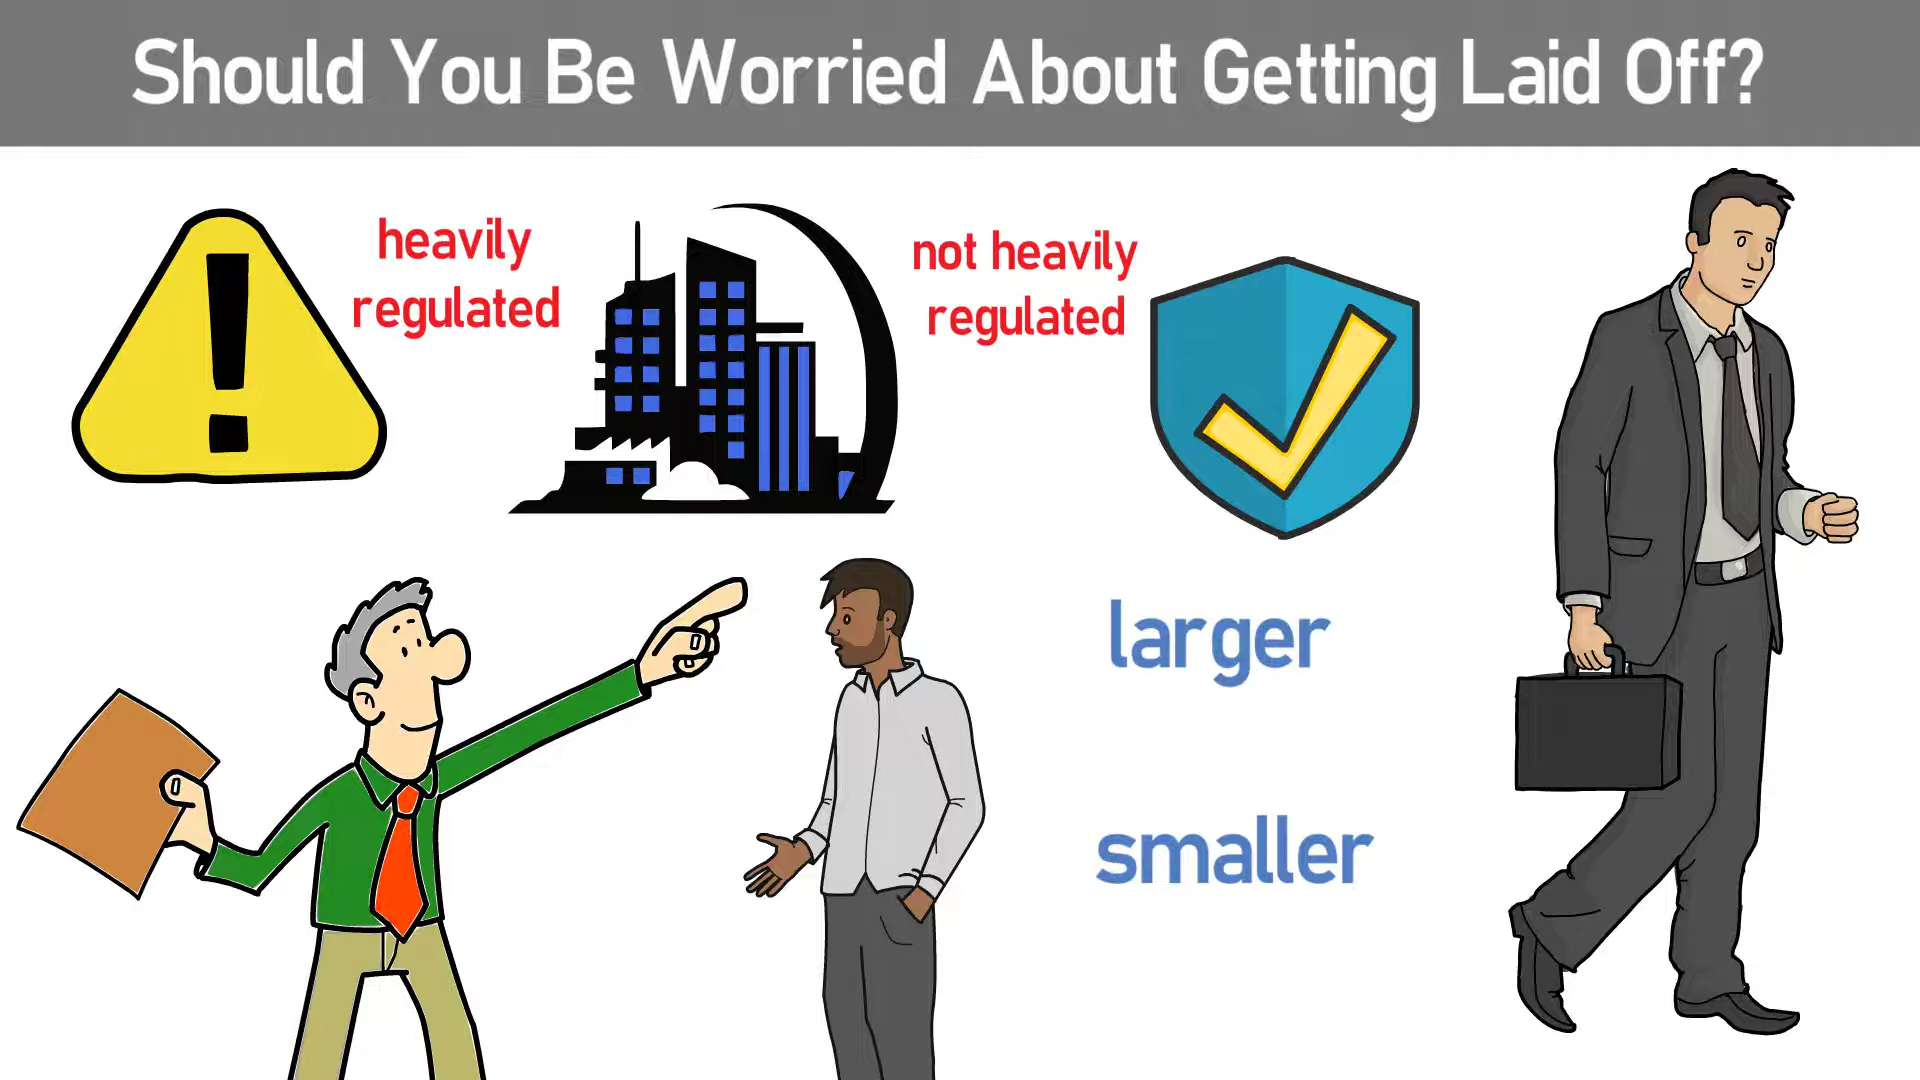 Should You Be Worried About Getting Laid Off?
heavily
regulated
not heavily
regulated
larger
smaller